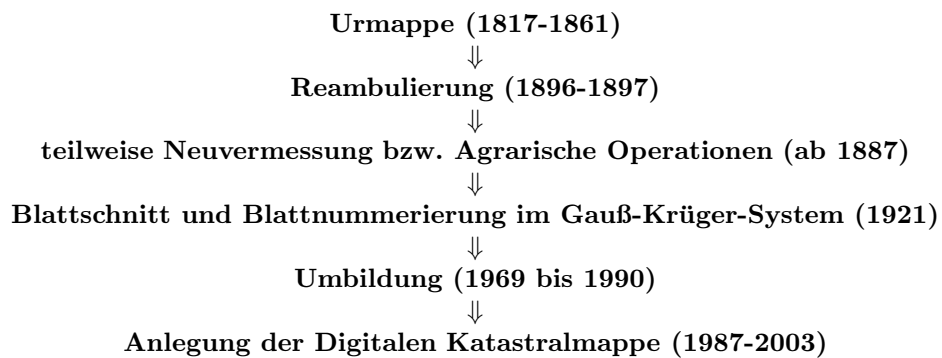 Urmappe (1817-1861)
⇓
Reambulierung (1896-1897)
⇓
teilweise Neuvermessung bzw. Agrarische Operationen (ab 1887)
⇓
Blattschnitt und Blattnummerierung im Gauß-Krüger-System (1921)
⇓
Umbildung (1969 bis 1990)
⇓
Anlegung der Digitalen Katastralmappe (1987-2003)